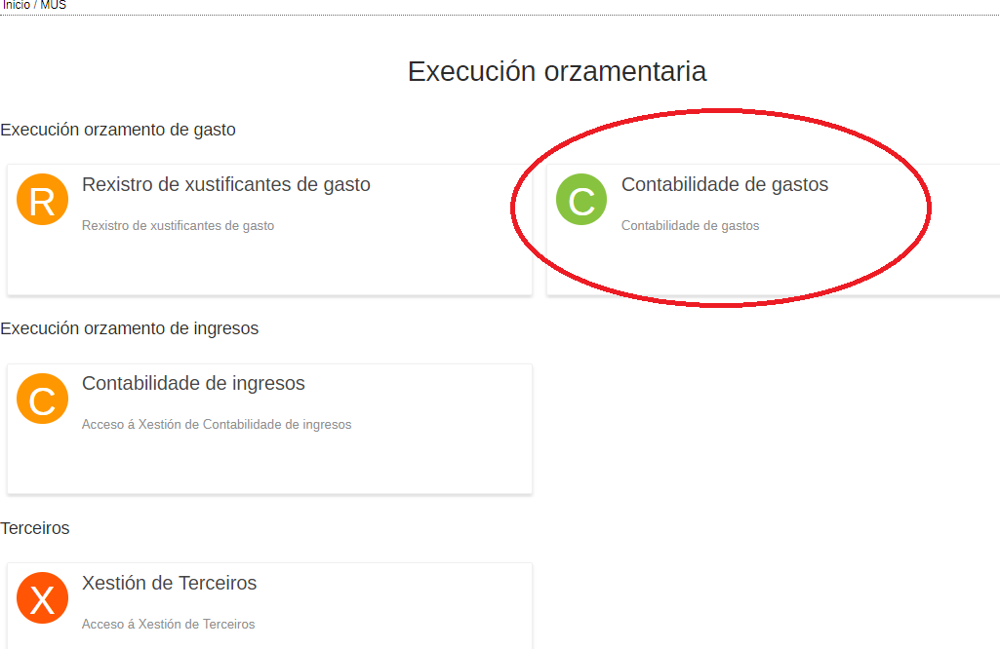 Inicio / MUS
Execución orzamentaria
Execución orzamento de gasto
R
Rexistro de xustificantes de gasto
Rexistro de xustificantes de gasto
C
Contabilidade de gastos
Contabilidade de gastos
Execución orzamento de ingresos
C
Contabilidade de ingresos
Acceso á Xestión de Contabilidade de ingresos
Terceiros
X
Xestión de Terceiros
Acceso á Xestión de Terceiros